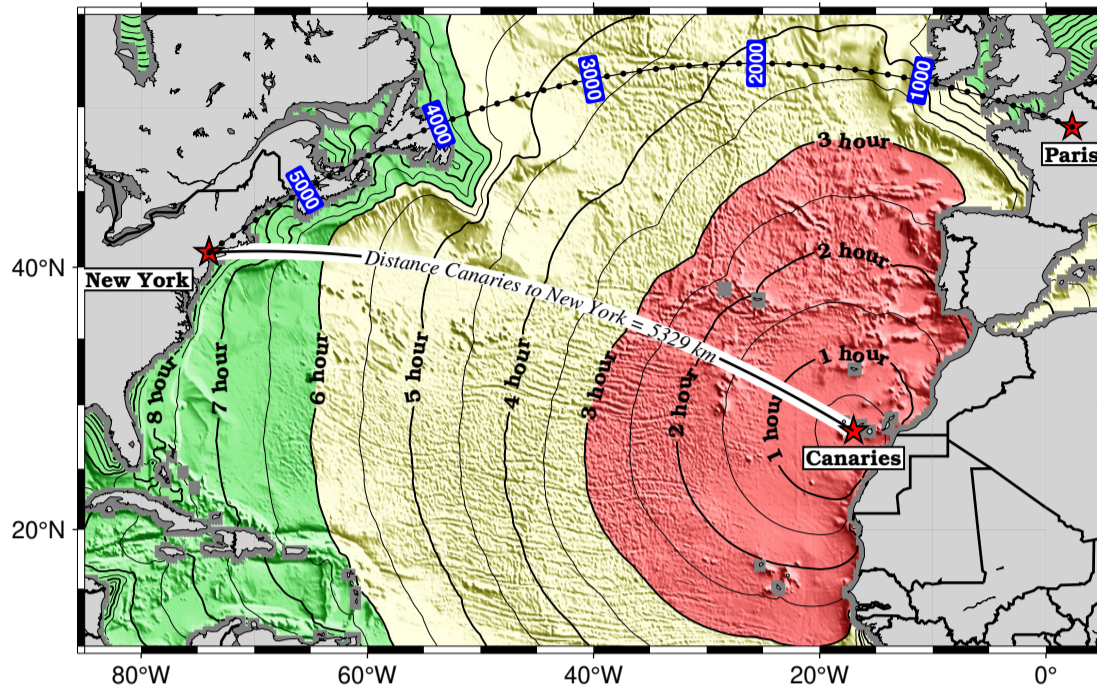 3000
2000
1000
4000
Paris
3 hour
5000
2 hour
40°N
New York
Distance Canaries to New York = 5329 km
1 hour
8 hour
7 hour
6 hour
5 hour
4 hour
3 hour
2 hour
1 hour
Canaries
20°N
80°W
60°W
40°W
20°W
0°